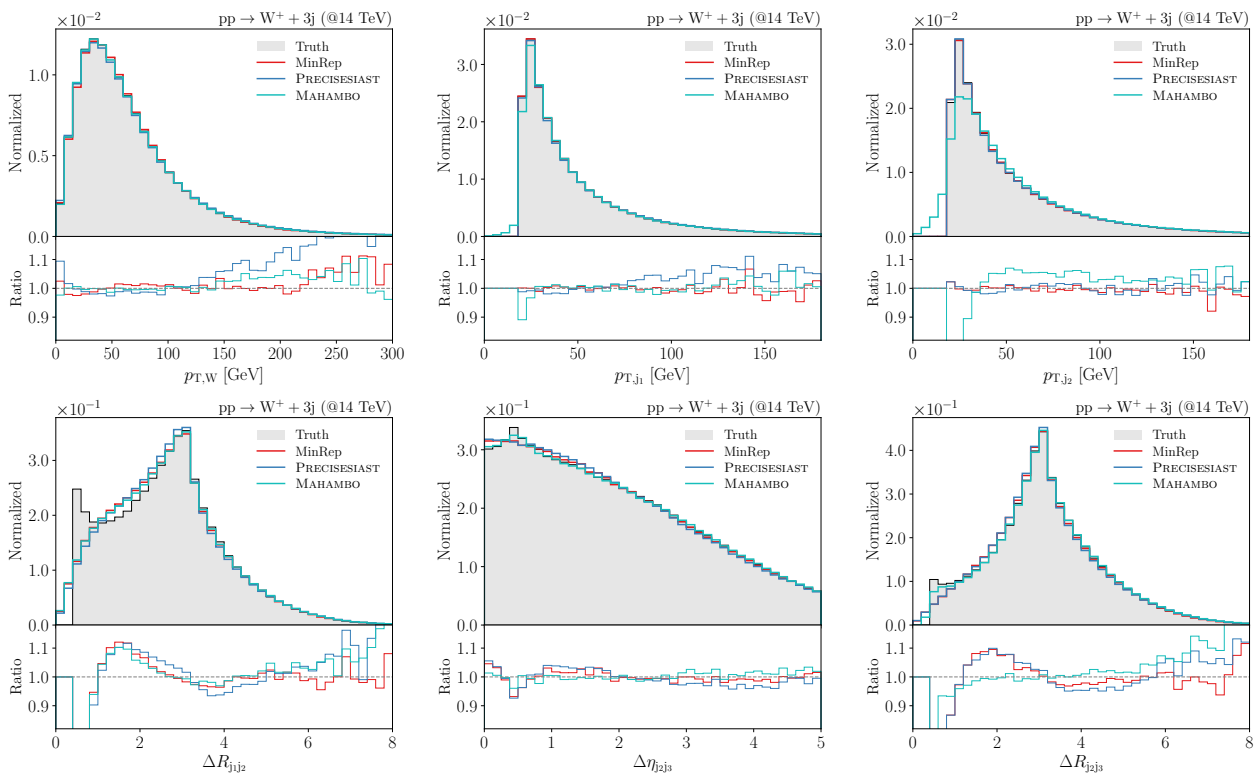 ×10⁻² pp → W⁺ + 3j (@14 TeV)
Truth
MinRep
PRECISESIAST
MAHAMBO
Normalized
1.0
0.5
0.0
Ratio
1.1
1.0
0.9
0 50 100 150 200 250 300
p_T,W [GeV]
×10⁻² pp → W⁺ + 3j (@14 TeV)
Truth
MinRep
PRECISESIAST
MAHAMBO
Normalized
3.0
2.0
1.0
0.0
Ratio
1.1
1.0
0.9
0 50 100 150
p_T,j₁ [GeV]
×10⁻² pp → W⁺ + 3j (@14 TeV)
Truth
MinRep
PRECISESIAST
MAHAMBO
Normalized
3.0
2.0
1.0
0.0
Ratio
1.1
1.0
0.9
0 50 100 150
p_T,j₂ [GeV]
×10⁻¹ pp → W⁺ + 3j (@14 TeV)
Truth
MinRep
PRECISESIAST
MAHAMBO
Normalized
3.0
2.0
1.0
0.0
Ratio
1.1
1.0
0.9
0 2 4 6 8
ΔR_j₁j₂
×10⁻¹ pp → W⁺ + 3j (@14 TeV)
Truth
MinRep
PRECISESIAST
MAHAMBO
Normalized
3.0
2.0
1.0
0.0
Ratio
1.1
1.0
0.9
0 1 2 3 4 5
Δη_j₂j₃
×10⁻¹ pp → W⁺ + 3j (@14 TeV)
Truth
MinRep
PRECISESIAST
MAHAMBO
Normalized
4.0
3.0
2.0
1.0
0.0
Ratio
1.1
1.0
0.9
0 2 4 6 8
ΔR_j₂j₃